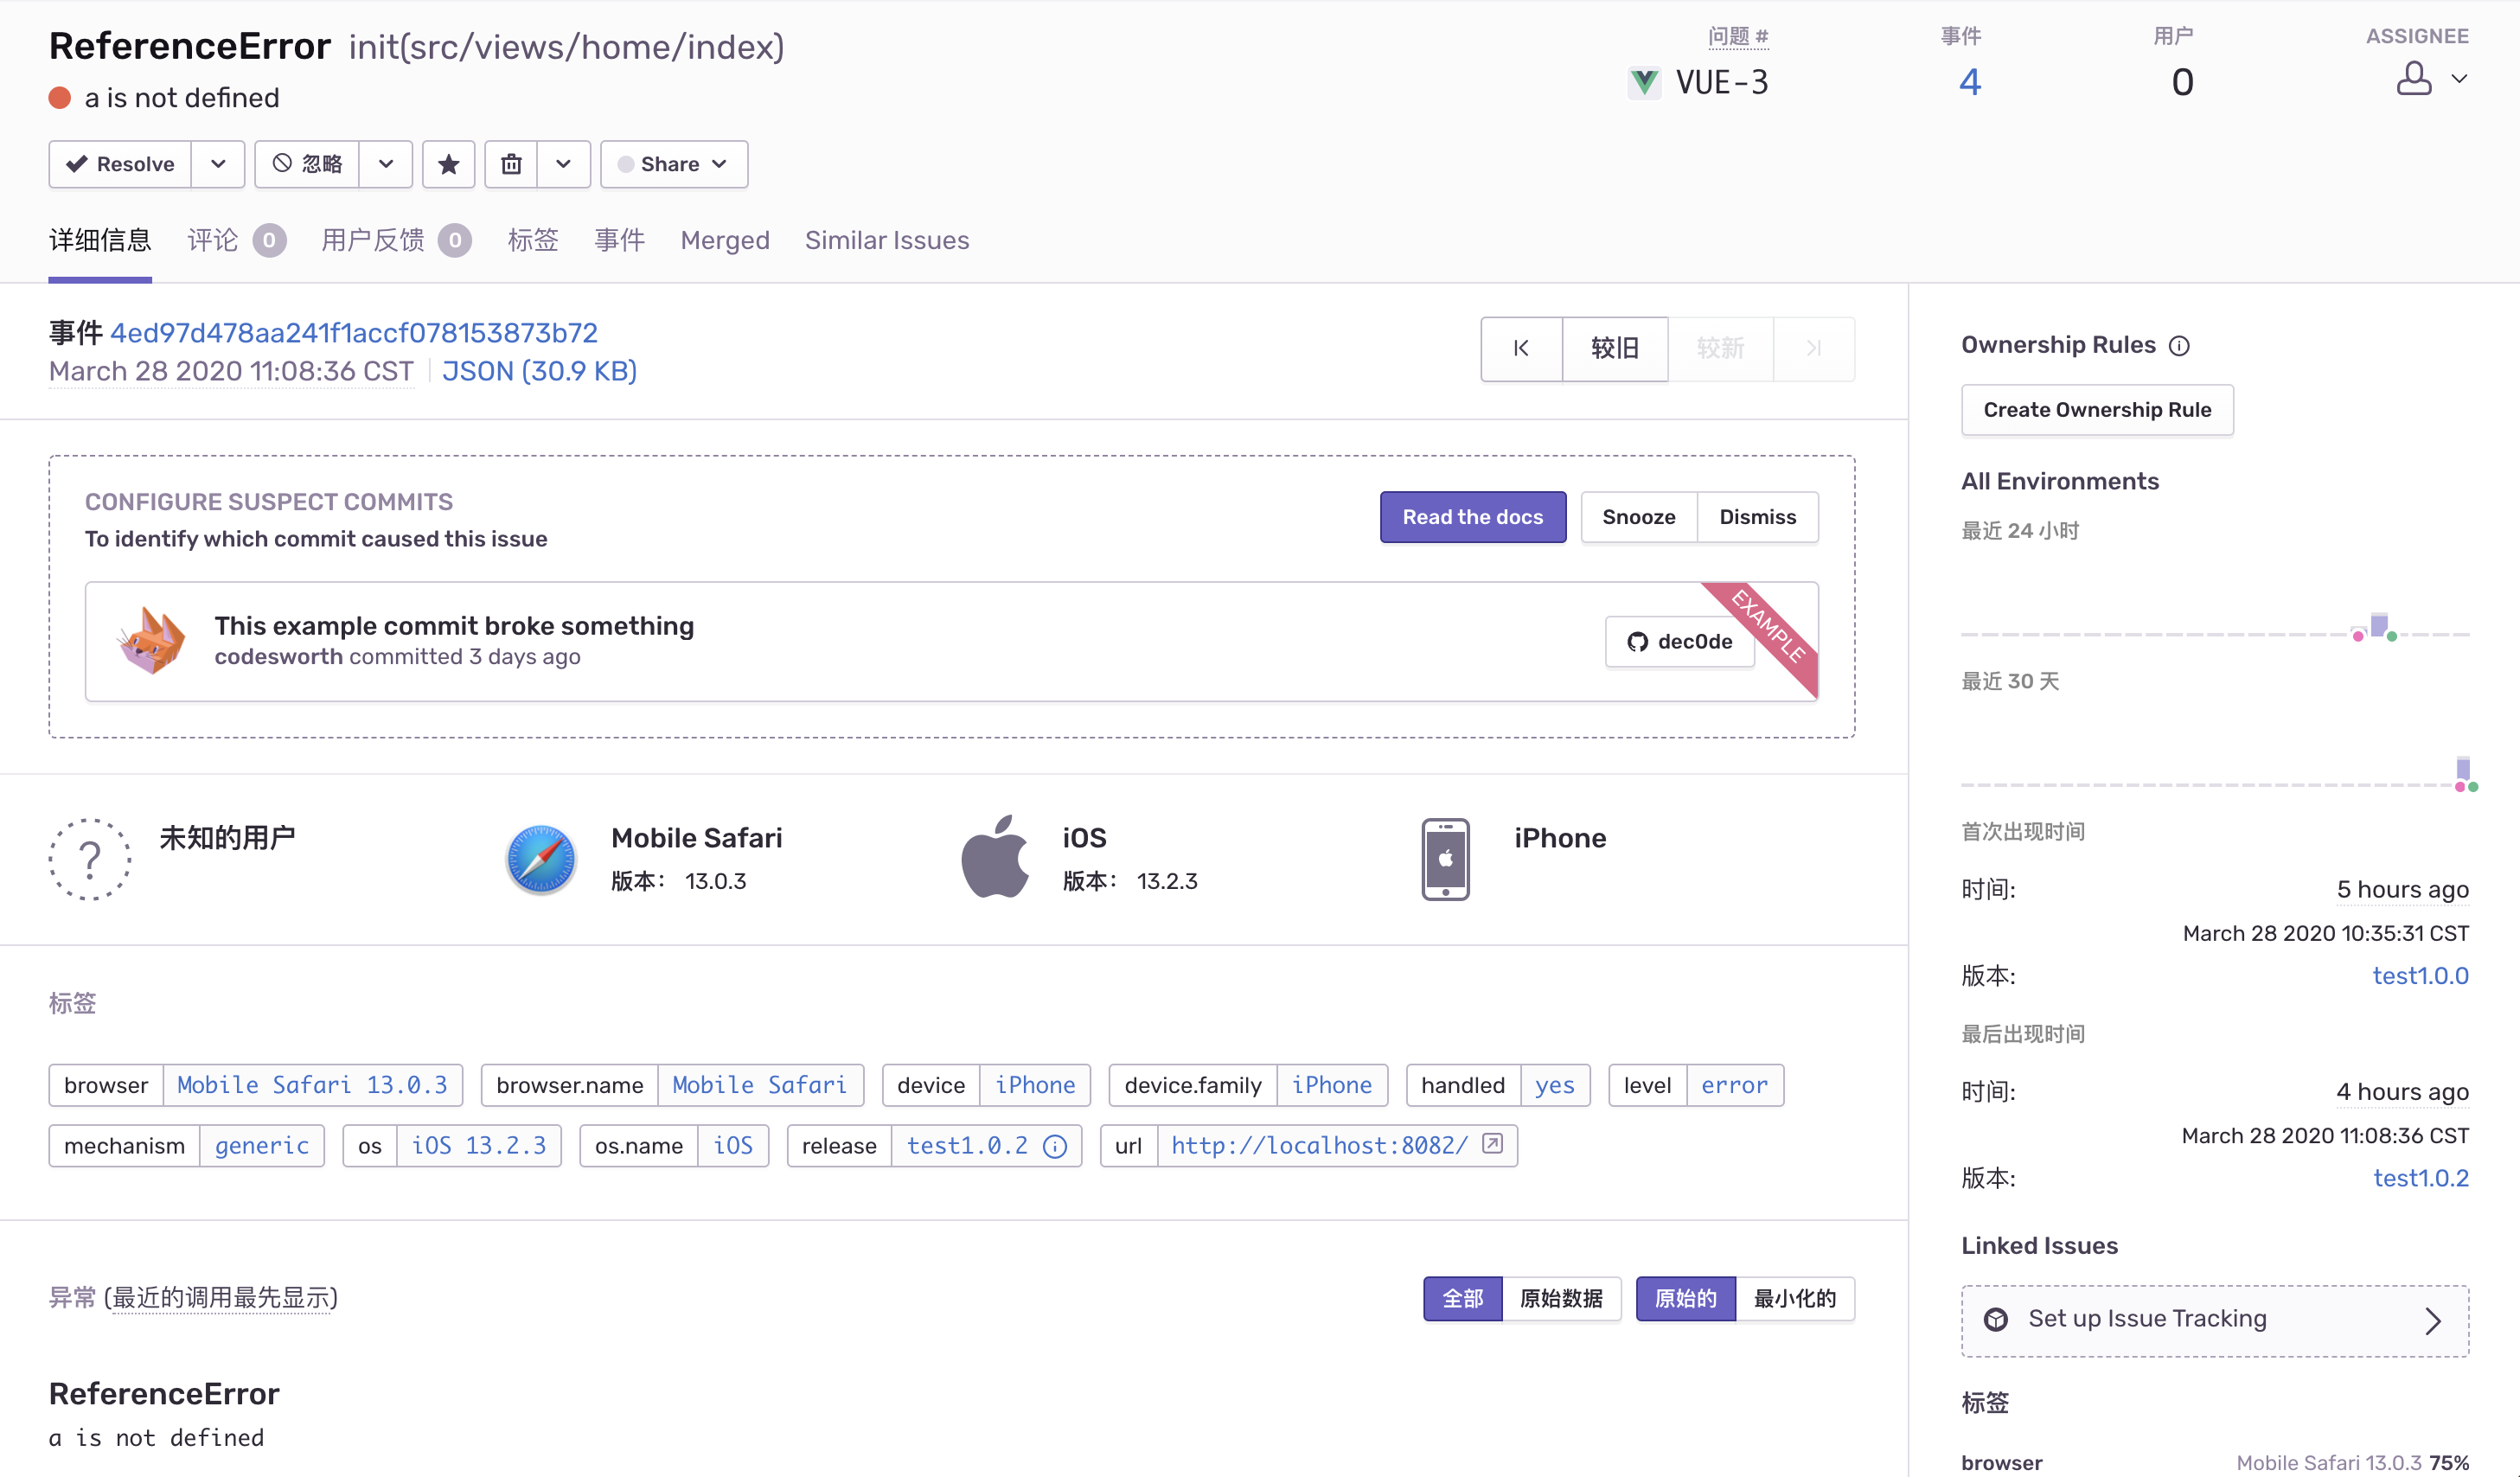 ReferenceError init(src/views/home/index)
a is not defined
问题 #
VUE-3
事件
4
用户
0
ASSIGNEE
Resolve
忽略
Share
详细信息 评论 0 用户反馈 0 标签 事件 Merged Similar Issues
事件 4ed97d478aa241f1accf078153873b72
March 28 2020 11:08:36 CST JSON (30.9 KB)
较旧 较新
CONFIGURE SUSPECT COMMITS
To identify which commit caused this issue
Read the docs Snooze Dismiss
This example commit broke something
codesworth committed 3 days ago
dec0de
EXAMPLE
?
未知的用户
Mobile Safari
版本: 13.0.3
iOS
版本: 13.2.3
iPhone
标签
browser Mobile Safari 13.0.3 browser.name Mobile Safari device iPhone device.family iPhone handled yes level error
mechanism generic os iOS 13.2.3 os.name iOS release test1.0.2 url http://localhost:8082/
异常 (最近的调用最先显示)
全部 原始数据 原始的 最小化的
ReferenceError
a is not defined
Ownership Rules
Create Ownership Rule
All Environments
最近 24 小时
最近 30 天
首次出现时间
时间: 5 hours ago
March 28 2020 10:35:31 CST
版本: test1.0.0
最后出现时间
时间: 4 hours ago
March 28 2020 11:08:36 CST
版本: test1.0.2
Linked Issues
Set up Issue Tracking
标签
browser Mobile Safari 13.0.3 75%